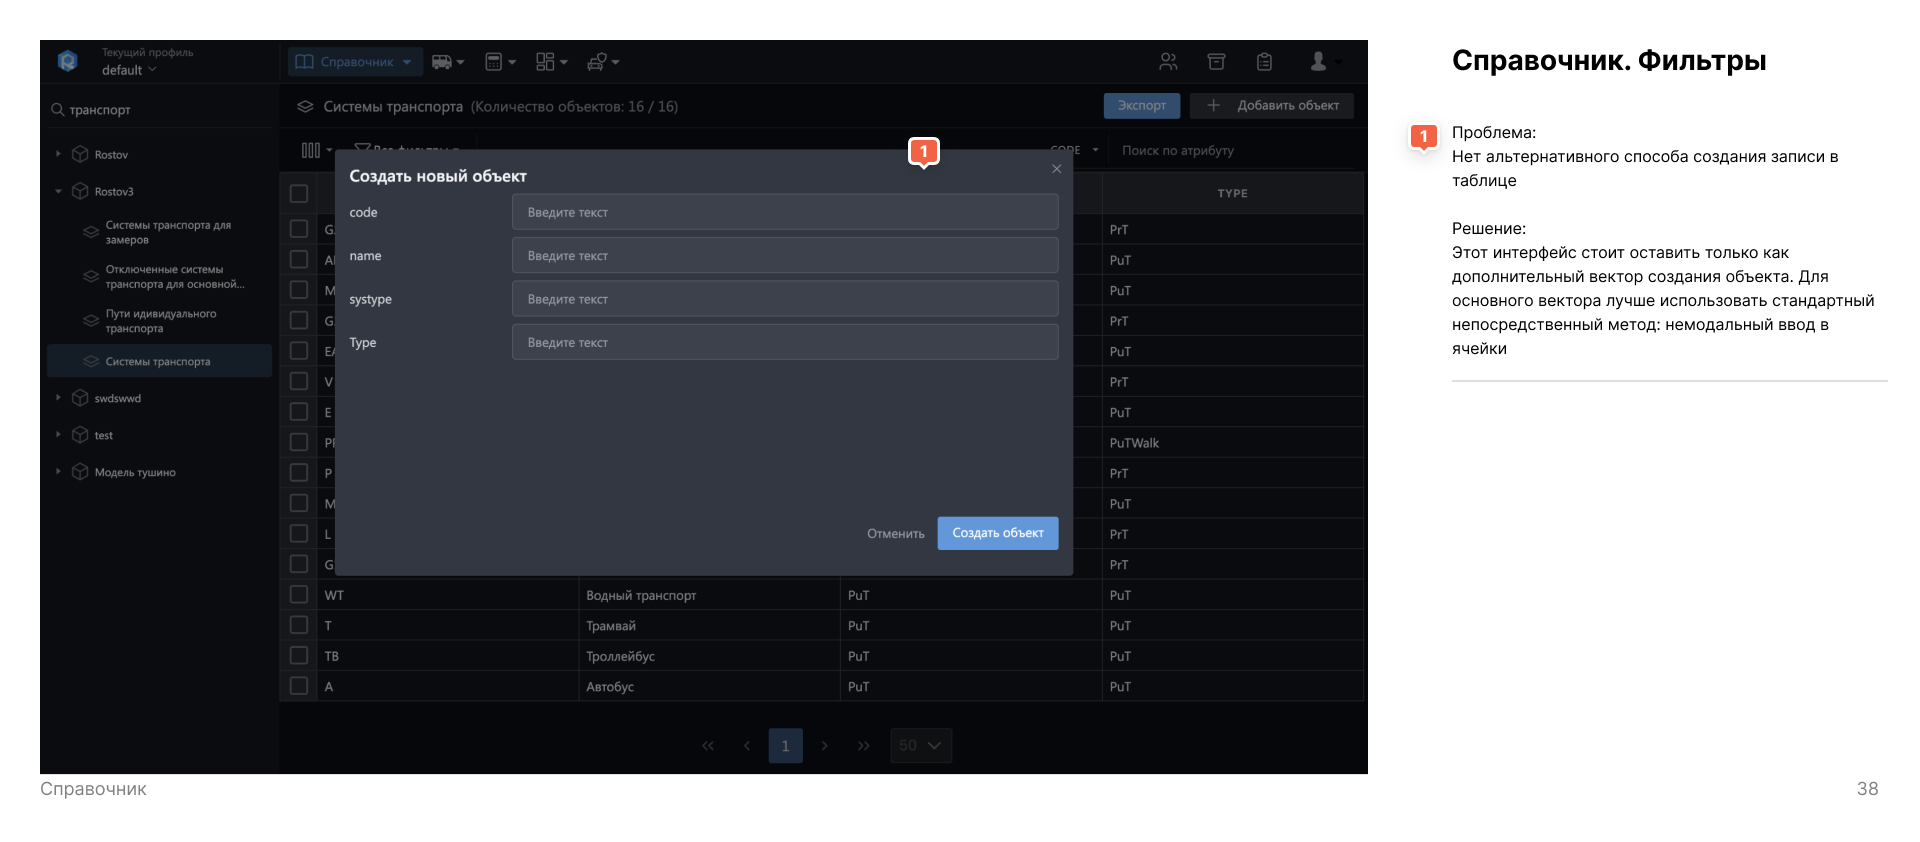 Текущий профиль
default
Справочник
транспорт
Системы транспорта (Количество объектов: 16 / 16)
Экспорт
Добавить объект
Rostov
Rostov3
Системы транспорта для
замеров
Отключенные системы
транспорта для основной...
Пути идивидуального
транспорта
Системы транспорта
swdswwd
test
Модель тушино
Все фильтры
CODE
Поиск по атрибуту
1
Создать новый объект
code
Введите текст
name
Введите текст
systype
Введите текст
Type
Введите текст
Отменить
Создать объект
TYPE
G
PrT
PuT
M
PuT
G
PrT
PuT
V
PrT
E
PuT
PuTWalk
P
PrT
M
PuT
L
PrT
G
PrT
WT Водный транспорт PuT PuT
T Трамвай PuT PuT
TB Троллейбус PuT PuT
A Автобус PuT PuT
1
50
Справочник. Фильтры
1
Проблема:
Нет альтернативного способа создания записи в
таблице
Решение:
Этот интерфейс стоит оставить только как
дополнительный вектор создания объекта. Для
основного вектора лучше использовать стандартный
непосредственный метод: немодальный ввод в
ячейки
Справочник
38